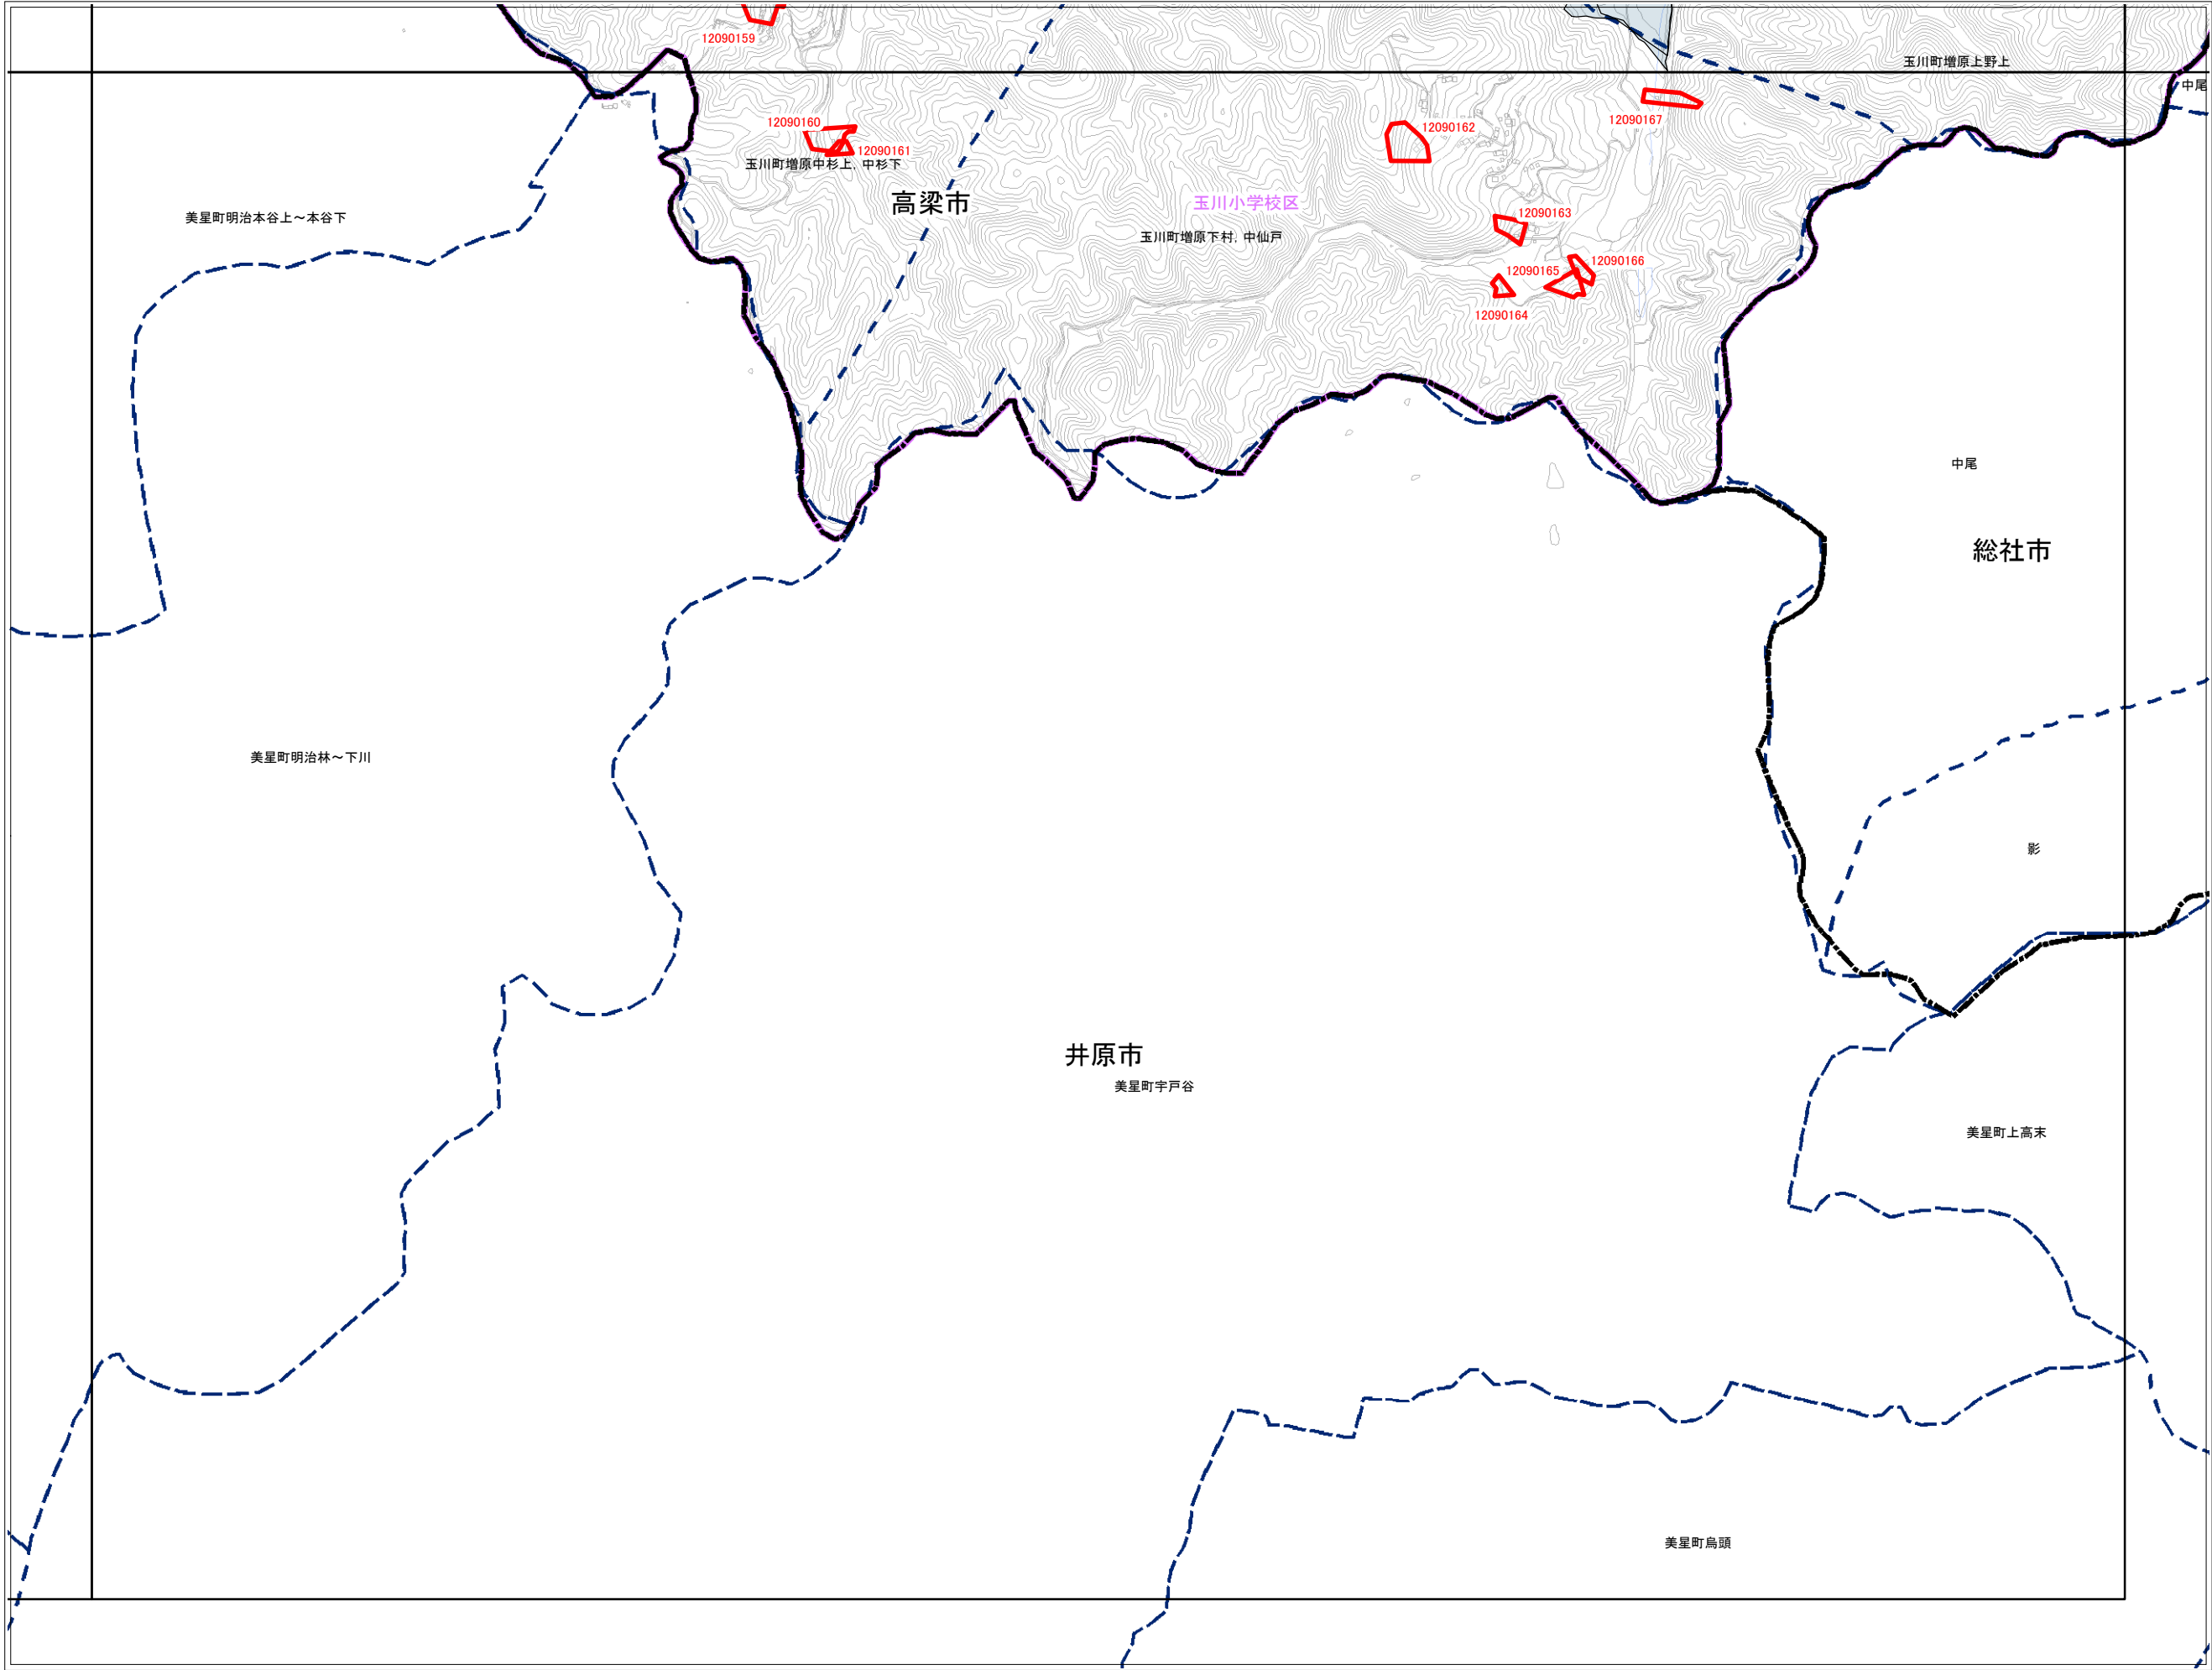 12090159
玉川町増原上野上
中尾
12090167
12090160
12090162
12090161
玉川町増原中杉上, 中杉下
高梁市
玉川小学校区
美星町明治本谷上～本谷下
12090163
玉川町増原下村, 中仙戸
12090166
12090165
12090164
中尾
総社市
美星町明治林～下川
影
井原市
美星町宇戸谷
美星町上高末
美星町烏頭